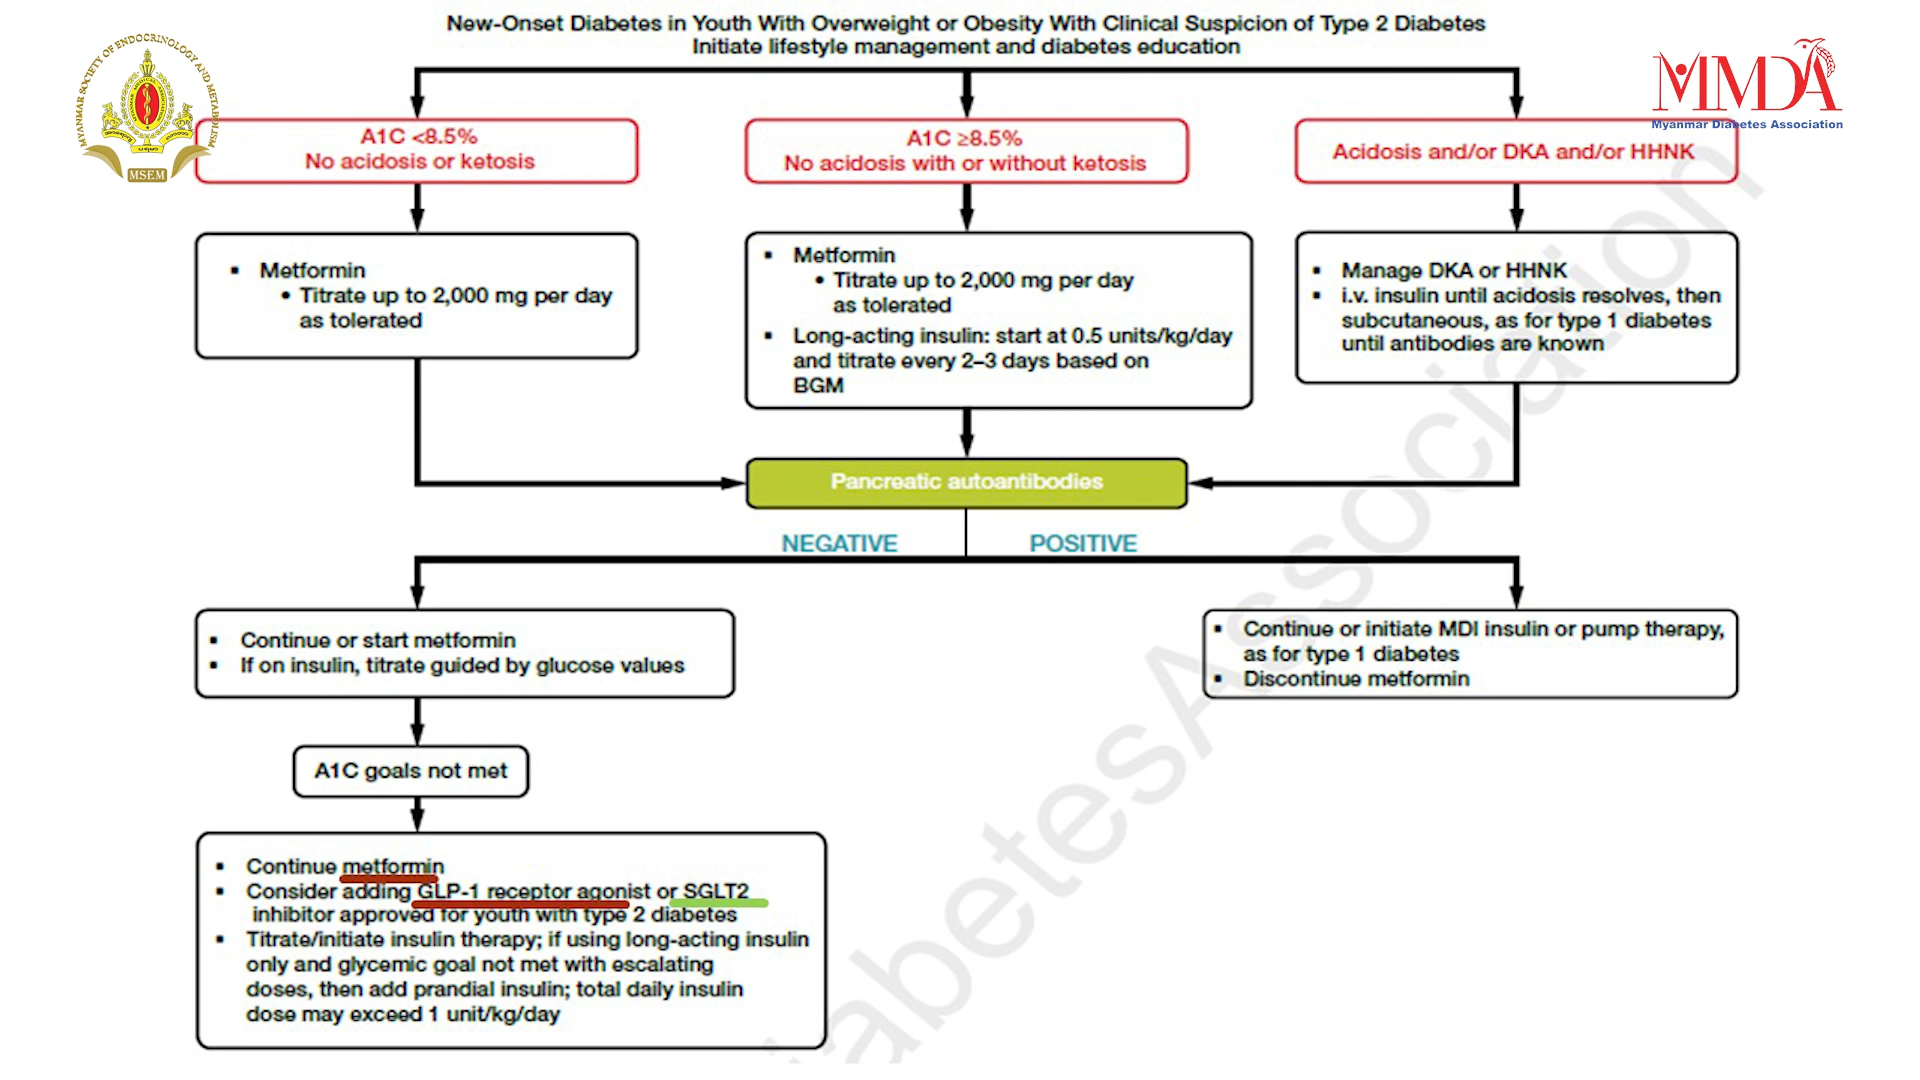 New-Onset Diabetes in Youth With Overweight or Obesity With Clinical Suspicion of Type 2 Diabetes
Initiate lifestyle management and diabetes education
MYANMAR SOCIETY OF ENDOCRINOLOGY AND METABOLISM
MSEM
MMDA
Myanmar Diabetes Association
A1C <8.5%
No acidosis or ketosis
A1C ≥8.5%
No acidosis with or without ketosis
Acidosis and/or DKA and/or HHNK
▪ Metformin
• Titrate up to 2,000 mg per day
as tolerated
▪ Metformin
• Titrate up to 2,000 mg per day
as tolerated
▪ Long-acting insulin: start at 0.5 units/kg/day
and titrate every 2–3 days based on
BGM
▪ Manage DKA or HHNK
▪ i.v. insulin until acidosis resolves, then
subcutaneous, as for type 1 diabetes
until antibodies are known
Pancreatic autoantibodies
NEGATIVE
POSITIVE
▪ Continue or start metformin
▪ If on insulin, titrate guided by glucose values
▪ Continue or initiate MDI insulin or pump therapy,
as for type 1 diabetes
▪ Discontinue metformin
A1C goals not met
▪ Continue metformin
▪ Consider adding GLP-1 receptor agonist or SGLT2
inhibitor approved for youth with type 2 diabetes
▪ Titrate/initiate insulin therapy; if using long-acting insulin
only and glycemic goal not met with escalating
doses, then add prandial insulin; total daily insulin
dose may exceed 1 unit/kg/day
iabetesAssociation